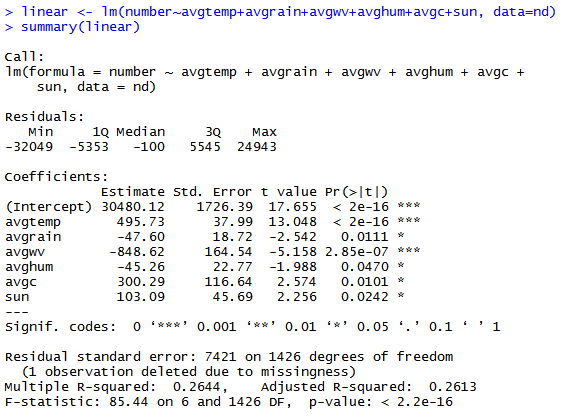 > linear <- lm(number~avgtemp+avgrain+avgwv+avghum+avgc+sun, data=nd)
> summary(linear)
Call:
lm(formula = number ~ avgtemp + avgrain + avgwv + avghum + avgc +
    sun, data = nd)
Residuals:
   Min     1Q Median     3Q    Max
-32049  -5353   -100   5545  24943
Coefficients:
            Estimate Std. Error t value Pr(>|t|)
(Intercept) 30480.12    1726.39  17.655  < 2e-16 ***
avgtemp       495.73      37.99  13.048  < 2e-16 ***
avgrain       -47.60      18.72  -2.542   0.0111 *
avgwv        -848.62     164.54  -5.158 2.85e-07 ***
avghum        -45.26      22.77  -1.988   0.0470 *
avgc          300.29     116.64   2.574   0.0101 *
sun           103.09      45.69   2.256   0.0242 *
---
Signif. codes:  0 ‘***’ 0.001 ‘**’ 0.01 ‘*’ 0.05 ‘.’ 0.1 ‘ ’ 1
Residual standard error: 7421 on 1426 degrees of freedom
  (1 observation deleted due to missingness)
Multiple R-squared:  0.2644,    Adjusted R-squared:  0.2613
F-statistic: 85.44 on 6 and 1426 DF,  p-value: < 2.2e-16